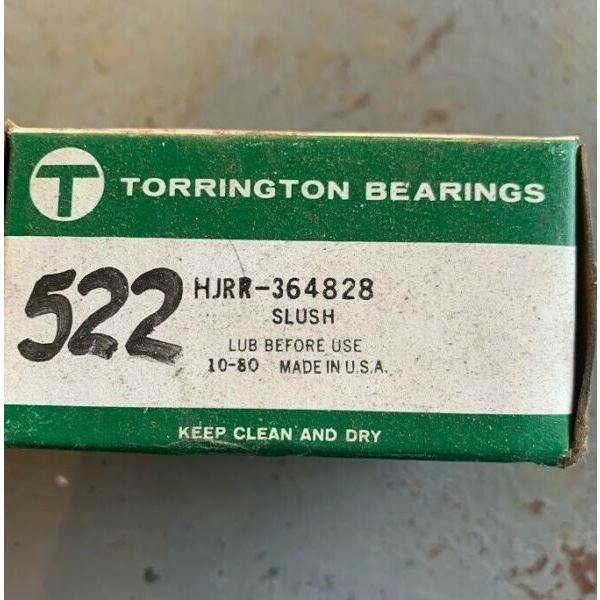 T TORRINGTON BEARINGS
522 HJRR-364828
SLUSH
LUB BEFORE USE
10-80 MADE IN U.S.A.
KEEP CLEAN AND DRY